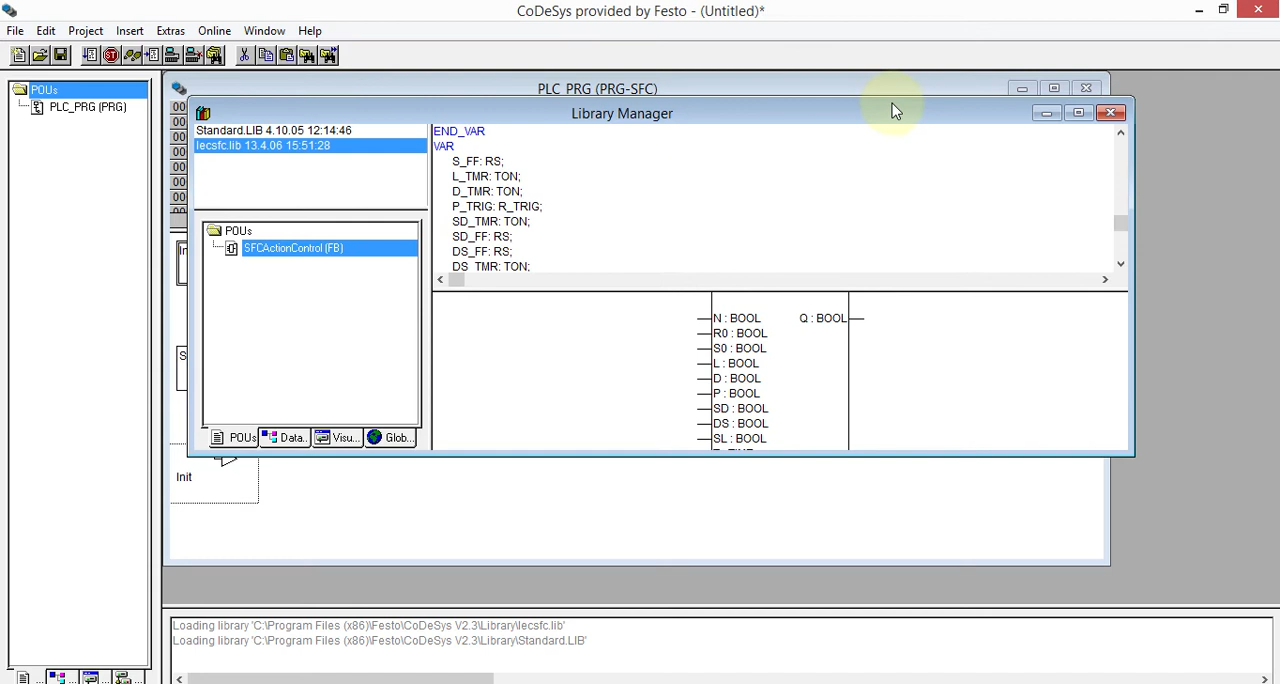 CoDeSys provided by Festo - (Untitled)*
File Edit Project Insert Extras Online Window Help
POUs
PLC_PRG (PRG)
PLC PRG (PRG-SFC)
Library Manager
Standard.LIB 4.10.05 12:14:46
Iecsfc.lib 13.4.06 15:51:28
POUs
SFCActionControl (FB)
POUs
Data..
Visu...
Glob...
END_VAR
VAR
S_FF: RS;
L_TMR: TON;
D_TMR: TON;
P_TRIG: R_TRIG;
SD_TMR: TON;
SD_FF: RS;
DS_FF: RS;
DS_TMR: TON;
N : BOOL Q : BOOL
R0 : BOOL
S0 : BOOL
L : BOOL
D : BOOL
P : BOOL
SD : BOOL
DS : BOOL
SL : BOOL
Init
Loading library 'C:\Program Files (x86)\Festo\CoDeSys V2.3\Library\Iecsfc.lib'
Loading library 'C:\Program Files (x86)\Festo\CoDeSys V2.3\Library\Standard.LIB'